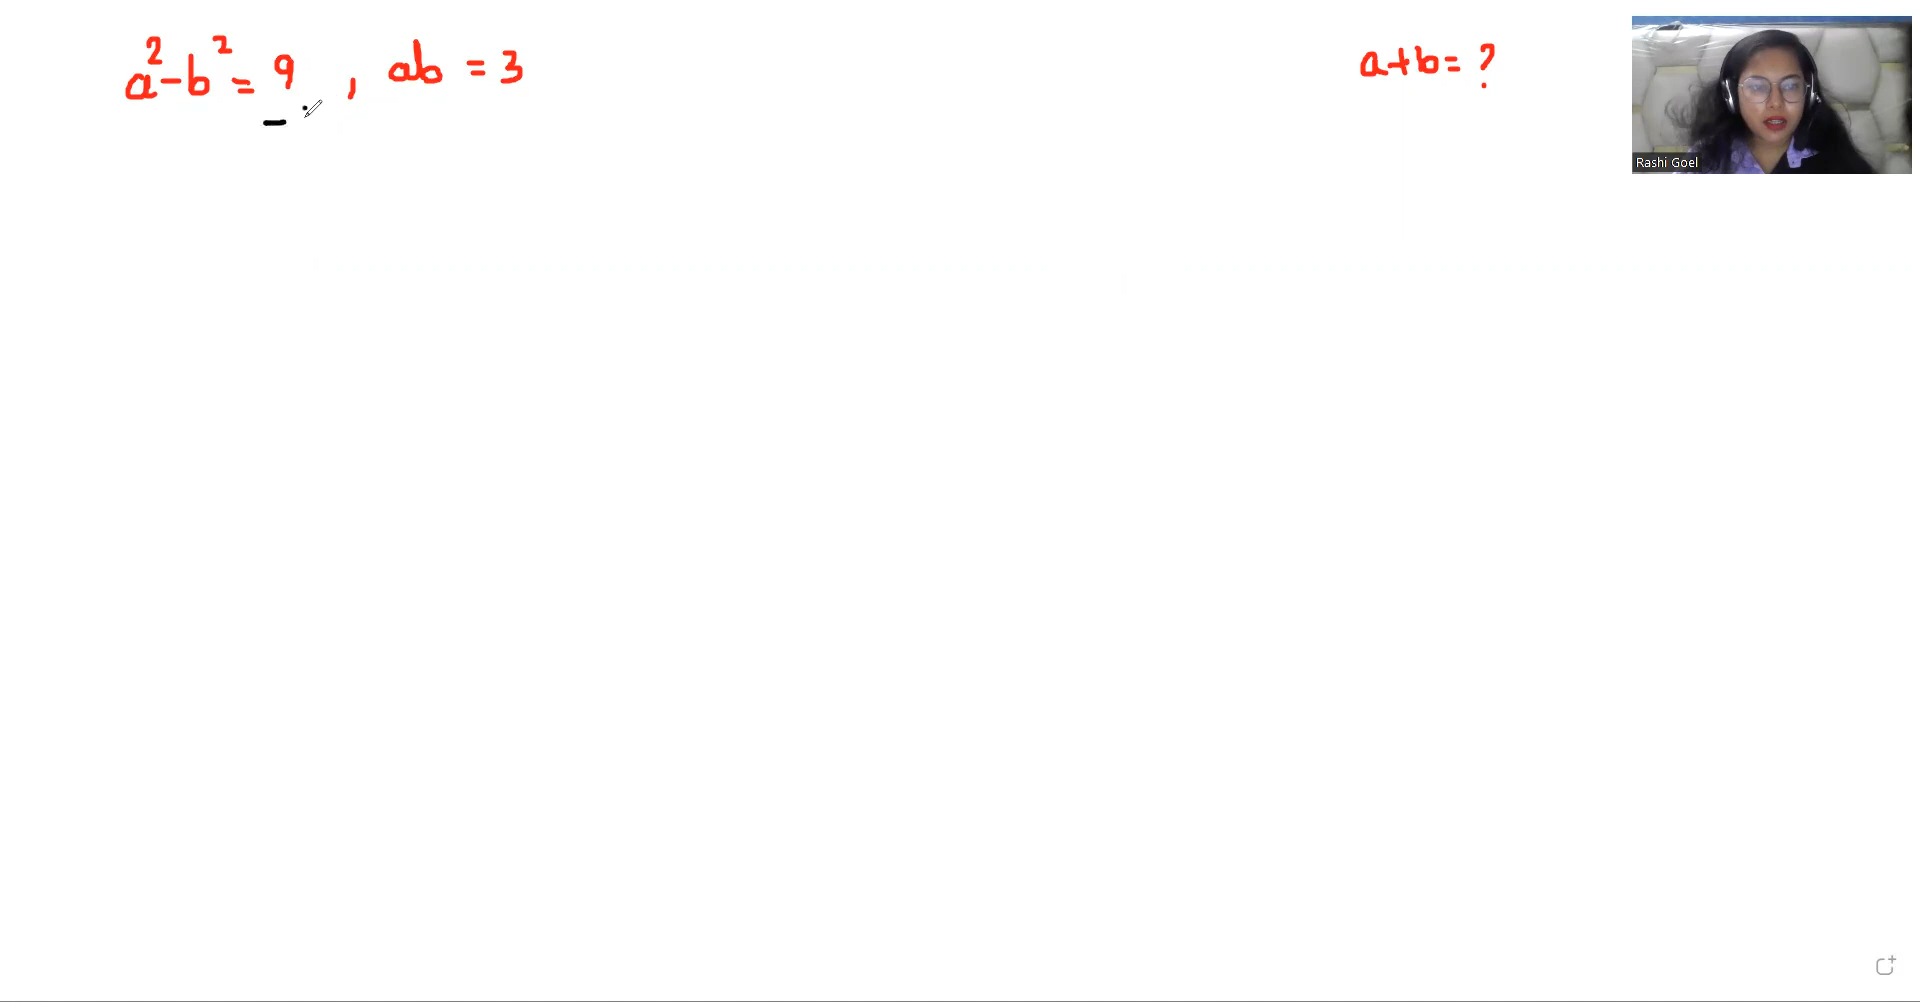 a²-b² = 9 , ab = 3 a+b= ?
Rashi Goel